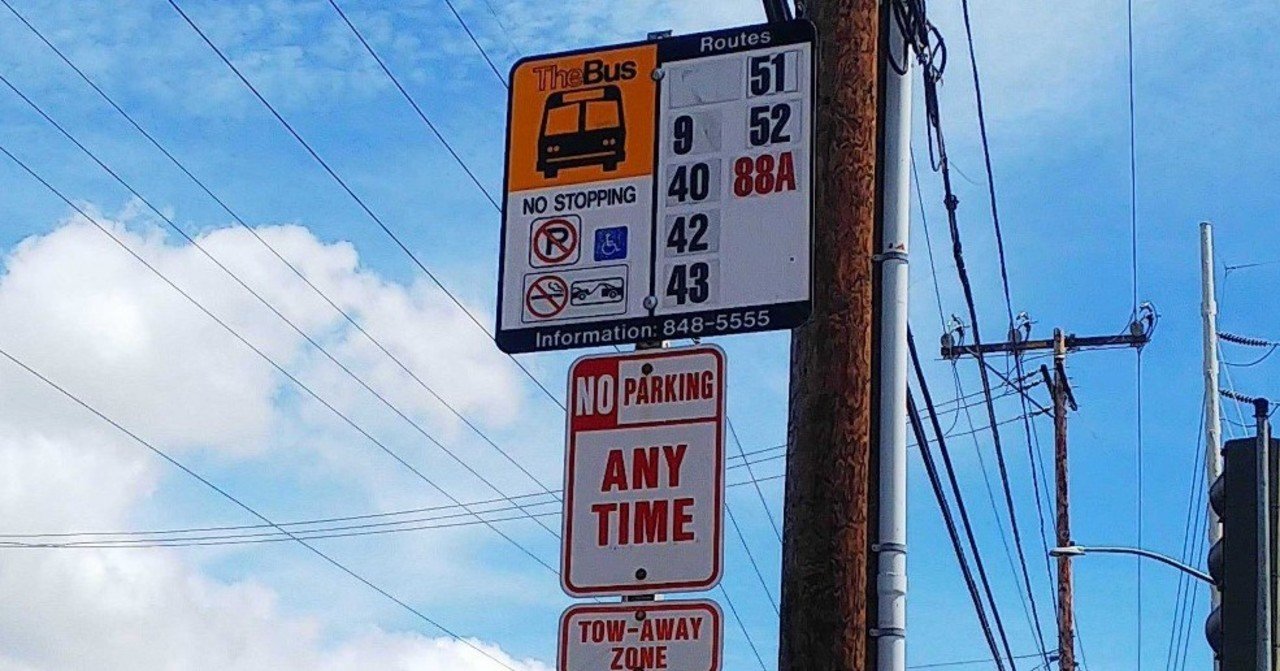 TheBus
NO STOPPING
P
Routes
51
9 52
40 88A
42
43
Information: 848-5555
NO PARKING
ANY
TIME
TOW-AWAY
ZONE